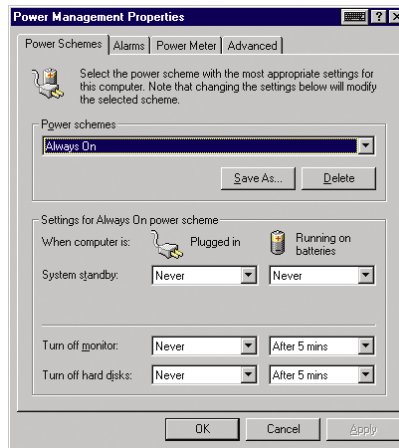 Power Management Properties
Power Schemes
Alarms
Power Meter
Advanced
Select the power scheme with the most appropriate settings for
this computer. Note that changing the settings below will modify
the selected scheme.
Power schemes
Always On
Save As...
Delete
Settings for Always On power scheme
When computer is:
Plugged in
Running on
batteries
System standby:
Never
Never
Turn off monitor:
Never
After 5 mins
Turn off hard disks:
Never
After 5 mins
OK
Cancel
Apply